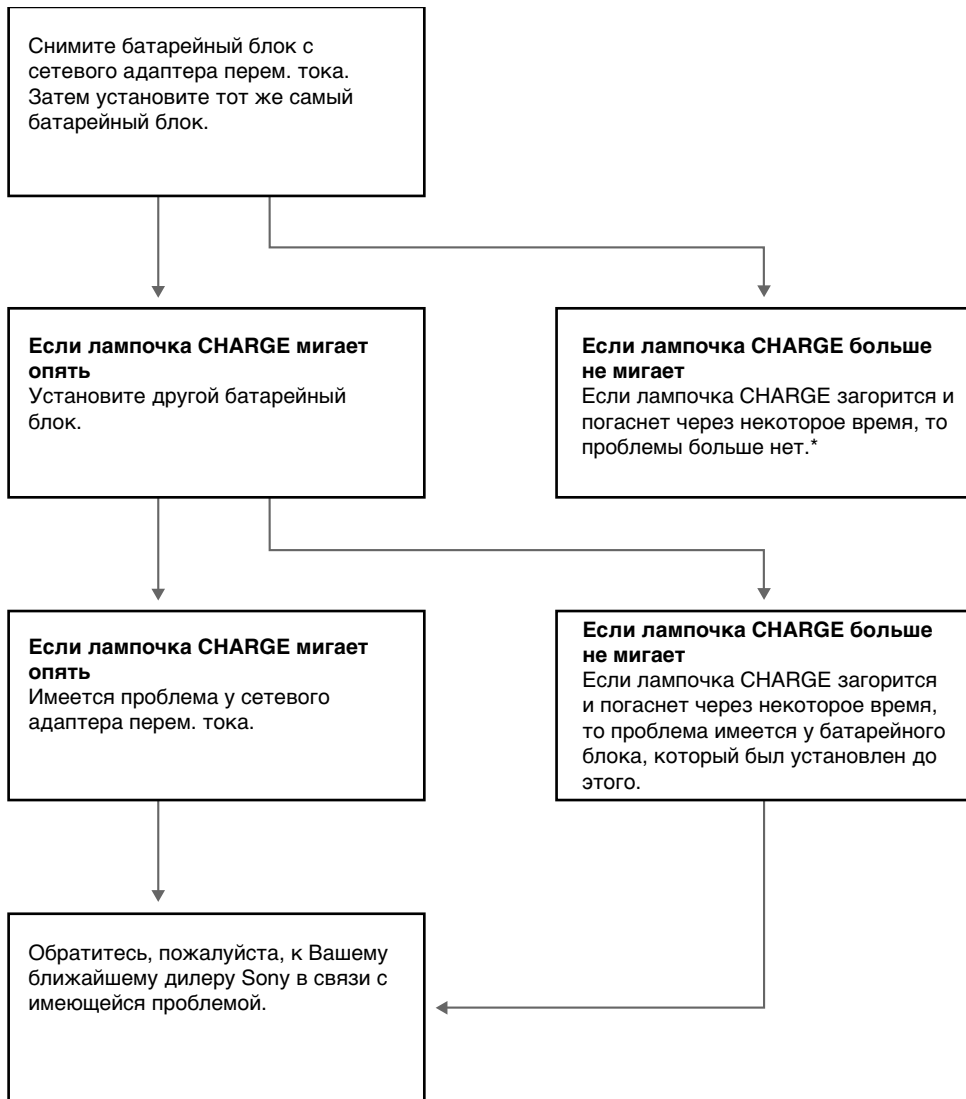 Снимите батарейный блок с
сетевого адаптера перем. тока.
Затем установите тот же самый
батарейный блок.
Если лампочка CHARGE мигает
опять
Установите другой батарейный
блок.
Если лампочка CHARGE больше
не мигает
Если лампочка CHARGE загорится и
погаснет через некоторое время, то
проблемы больше нет.*
Если лампочка CHARGE мигает
опять
Имеется проблема у сетевого
адаптера перем. тока.
Если лампочка CHARGE больше
не мигает
Если лампочка CHARGE загорится
и погаснет через некоторое время,
то проблема имеется у батарейного
блока, который был установлен до
этого.
Обратитесь, пожалуйста, к Вашему
ближайшему дилеру Sony в связи с
имеющейся проблемой.